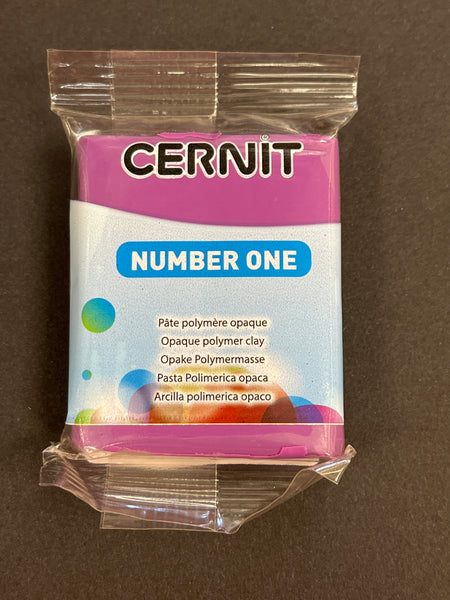 CERNIT
NUMBER ONE
Pâte polymère opaque
Opaque polymer clay
Opake Polymermasse
Pasta Polimerica opaca
Arcilla polimerica opaco